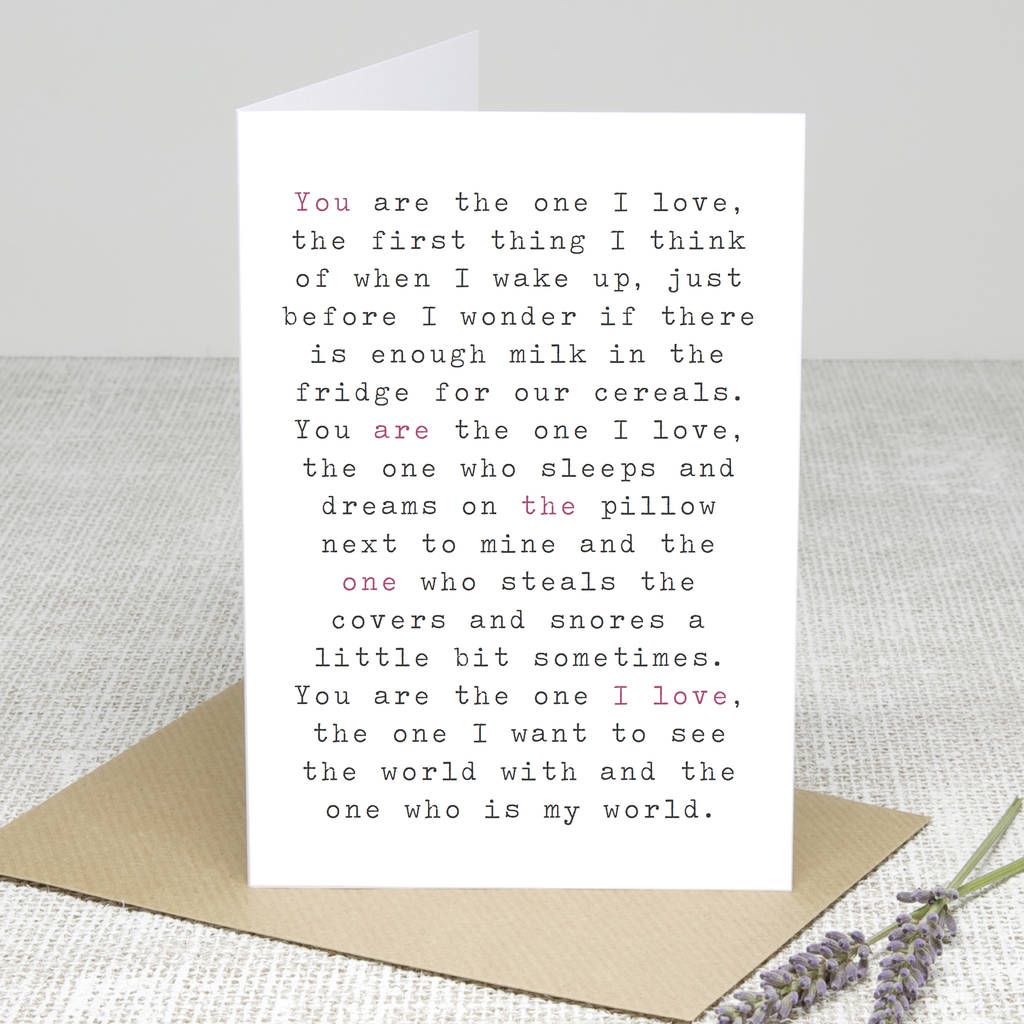 You are the one I love,
the first thing I think
of when I wake up, just
before I wonder if there
is enough milk in the
fridge for our cereals.
You are the one I love,
the one who sleeps and
dreams on the pillow
next to mine and the
one who steals the
covers and snores a
little bit sometimes.
You are the one I love,
the one I want to see
the world with and the
one who is my world.